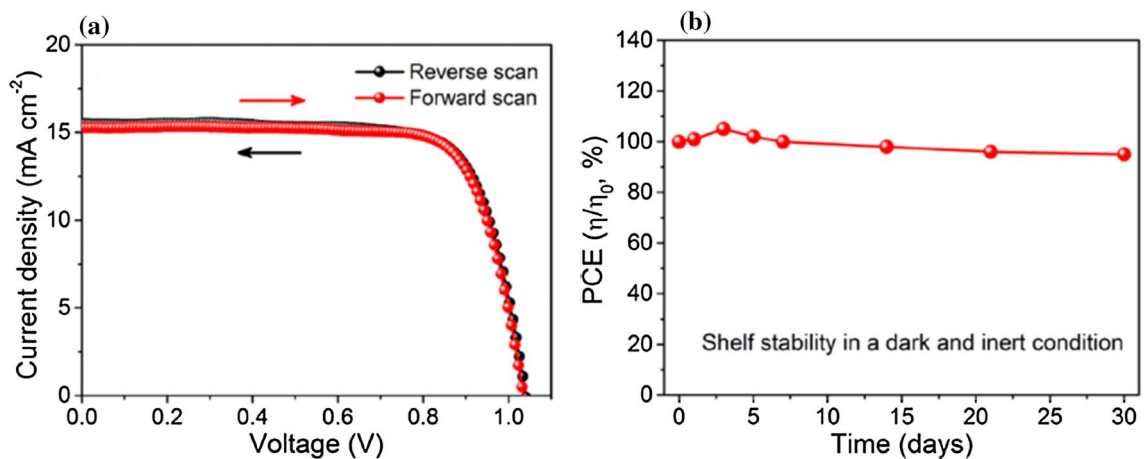 (a)
20
15
10
5
0
Current density (mA cm⁻²)
Reverse scan
Forward scan
0.0 0.2 0.4 0.6 0.8 1.0
Voltage (V)
(b)
140
120
100
80
60
40
20
0
PCE (η/η₀, %)
Shelf stability in a dark and inert condition
0 5 10 15 20 25 30
Time (days)